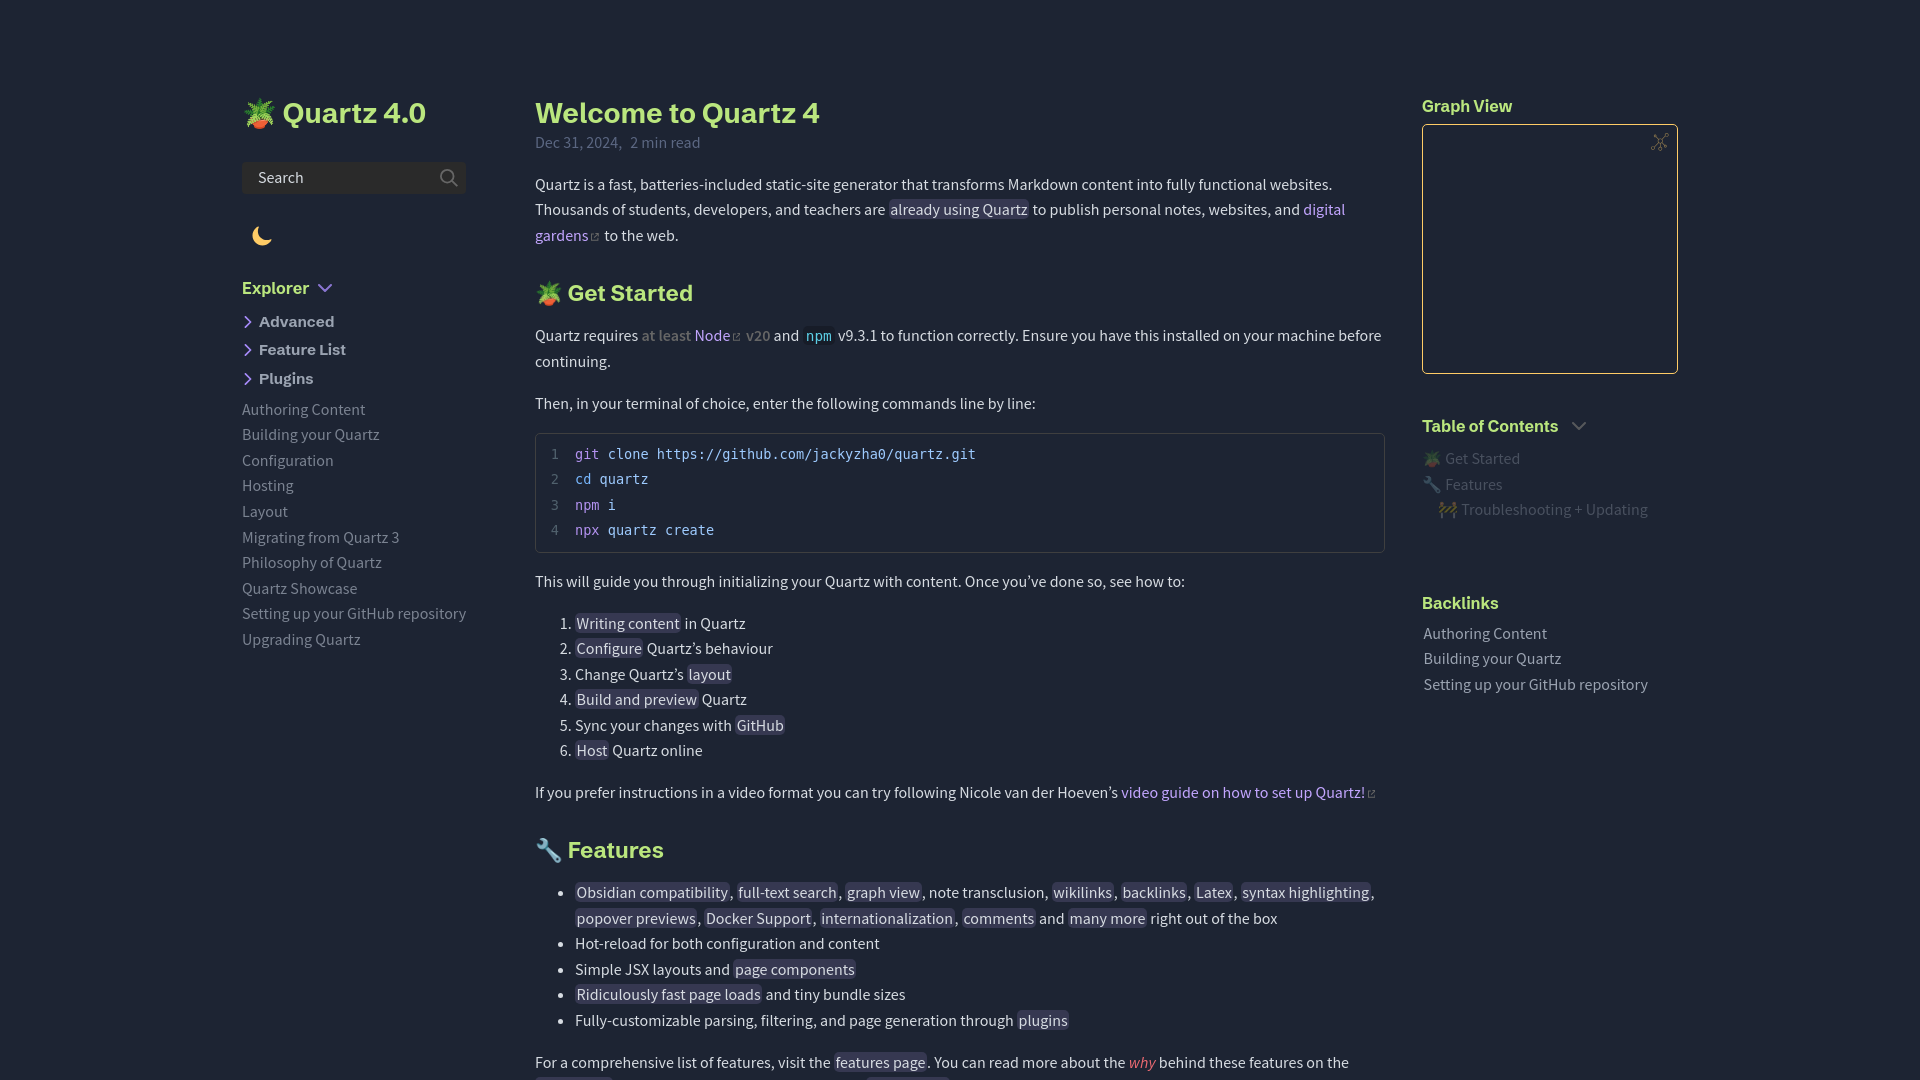 🪴 Quartz 4.0
Search
Explorer
Advanced
Feature List
Plugins
Authoring Content
Building your Quartz
Configuration
Hosting
Layout
Migrating from Quartz 3
Philosophy of Quartz
Quartz Showcase
Setting up your GitHub repository
Upgrading Quartz
Welcome to Quartz 4
Dec 31, 2024, 2 min read
Quartz is a fast, batteries-included static-site generator that transforms Markdown content into fully functional websites.
Thousands of students, developers, and teachers are already using Quartz to publish personal notes, websites, and digital
gardens to the web.
🪴 Get Started
Quartz requires at least Node v20 and npm v9.3.1 to function correctly. Ensure you have this installed on your machine before
continuing.
Then, in your terminal of choice, enter the following commands line by line:
1 git clone https://github.com/jackyzha0/quartz.git
2 cd quartz
3 npm i
4 npx quartz create
This will guide you through initializing your Quartz with content. Once you’ve done so, see how to:
1. Writing content in Quartz
2. Configure Quartz’s behaviour
3. Change Quartz’s layout
4. Build and preview Quartz
5. Sync your changes with GitHub
6. Host Quartz online
If you prefer instructions in a video format you can try following Nicole van der Hoeven’s video guide on how to set up Quartz!
🔧 Features
• Obsidian compatibility, full-text search, graph view, note transclusion, wikilinks, backlinks, Latex, syntax highlighting,
popover previews, Docker Support, internationalization, comments and many more right out of the box
• Hot-reload for both configuration and content
• Simple JSX layouts and page components
• Ridiculously fast page loads and tiny bundle sizes
• Fully-customizable parsing, filtering, and page generation through plugins
For a comprehensive list of features, visit the features page. You can read more about the why behind these features on the
Graph View
Table of Contents
🪴 Get Started
🔧 Features
🚧 Troubleshooting + Updating
Backlinks
Authoring Content
Building your Quartz
Setting up your GitHub repository